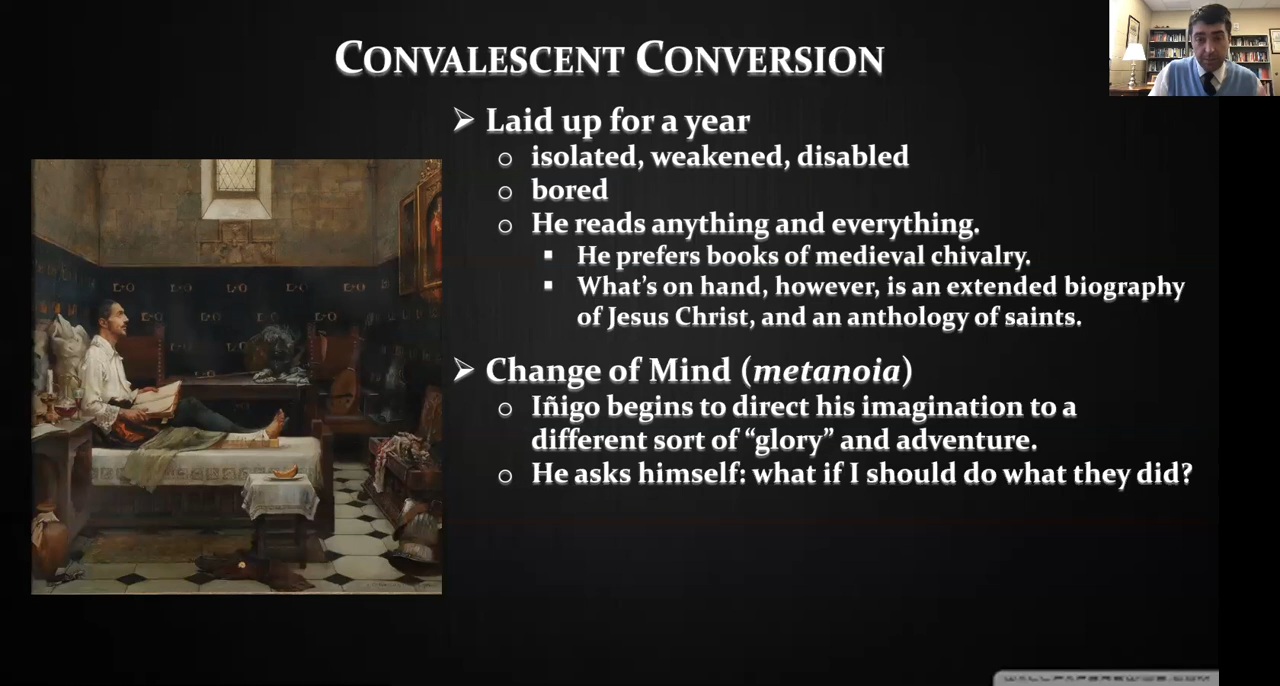 CONVALESCENT CONVERSION
➢ Laid up for a year
o isolated, weakened, disabled
o bored
o He reads anything and everything.
▪ He prefers books of medieval chivalry.
▪ What's on hand, however, is an extended biography
of Jesus Christ, and an anthology of saints.
➢ Change of Mind (metanoia)
o Iñigo begins to direct his imagination to a
different sort of “glory” and adventure.
o He asks himself: what if I should do what they did?